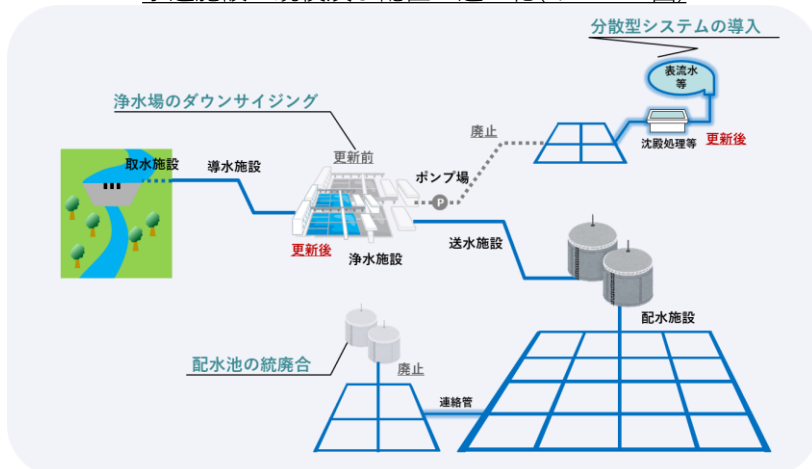 分散型システムの導入
表流水
等
浄水場のダウンサイジング
廃止
沈殿処理等
更新後
更新前
取水施設
導水施設
ポンプ場
P
更新後
浄水施設
送水施設
配水施設
配水池の統廃合
廃止
連絡管